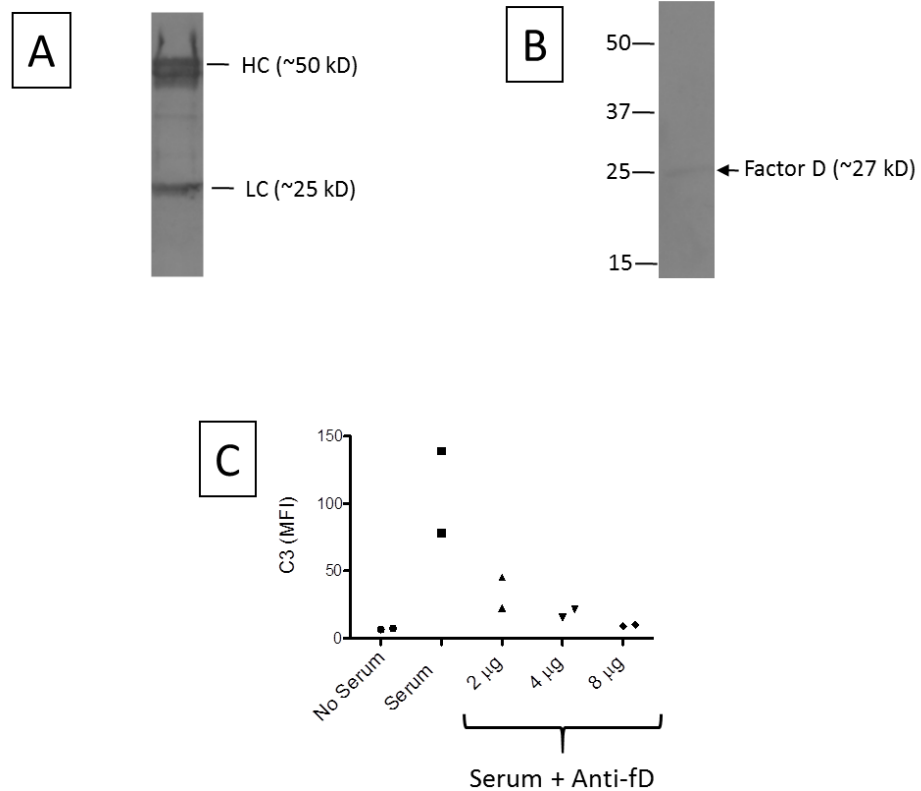 A
HC (~50 kD)
LC (~25 kD)
B
50
37
25
15
Factor D (~27 kD)
C
C3 (MFI)
150
100
50
0
No Serum
Serum
2 µg
4 µg
8 µg
Serum + Anti-fD